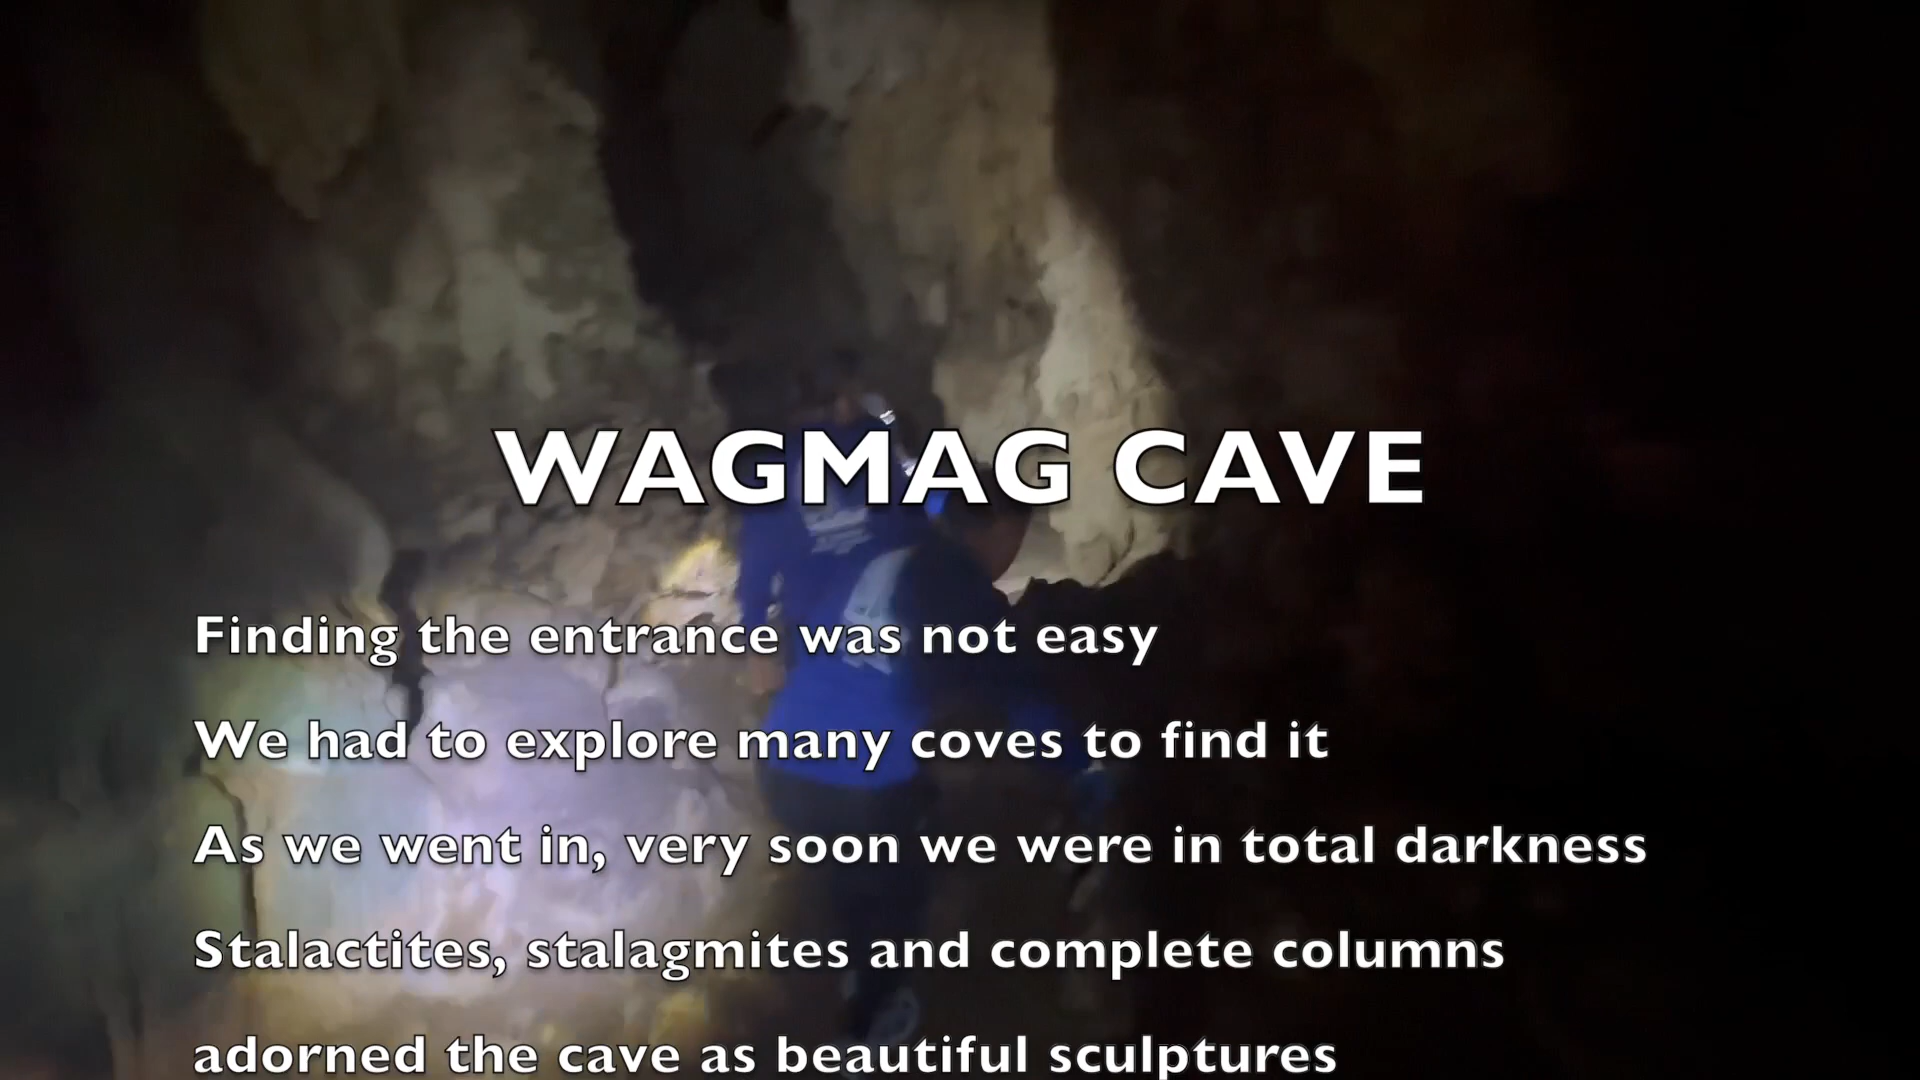 WAGMAG CAVE
Finding the entrance was not easy
We had to explore many coves to find it
As we went in, very soon we were in total darkness
Stalactites, stalagmites and complete columns
adorned the cave as beautiful sculptures